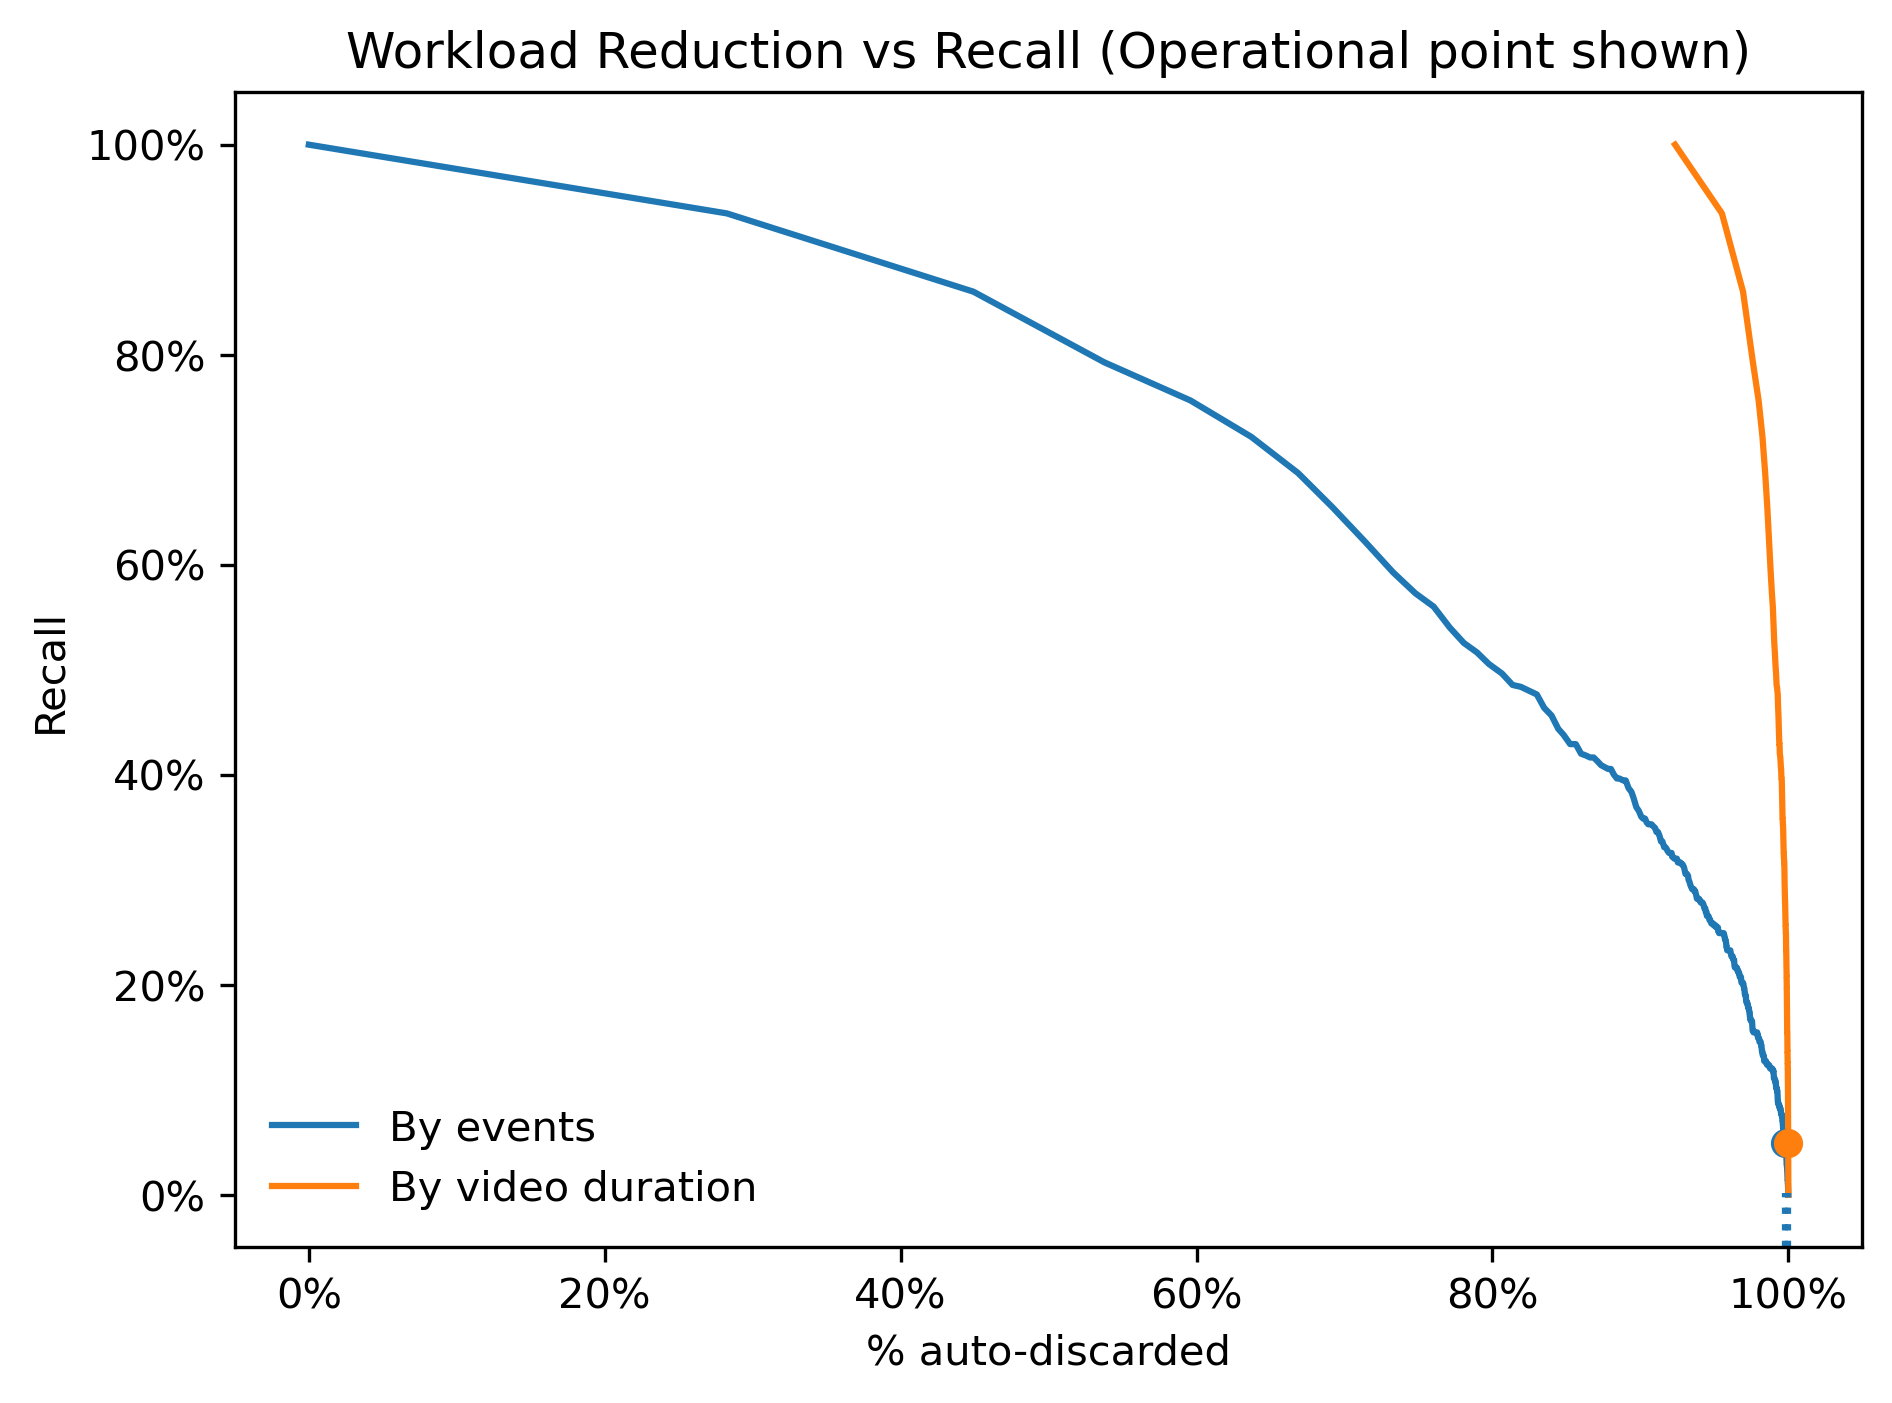 Workload Reduction vs Recall (Operational point shown)
100%
80%
60%
40%
20%
0%
Recall
By events
By video duration
0%
20%
40%
60%
80%
100%
% auto-discarded